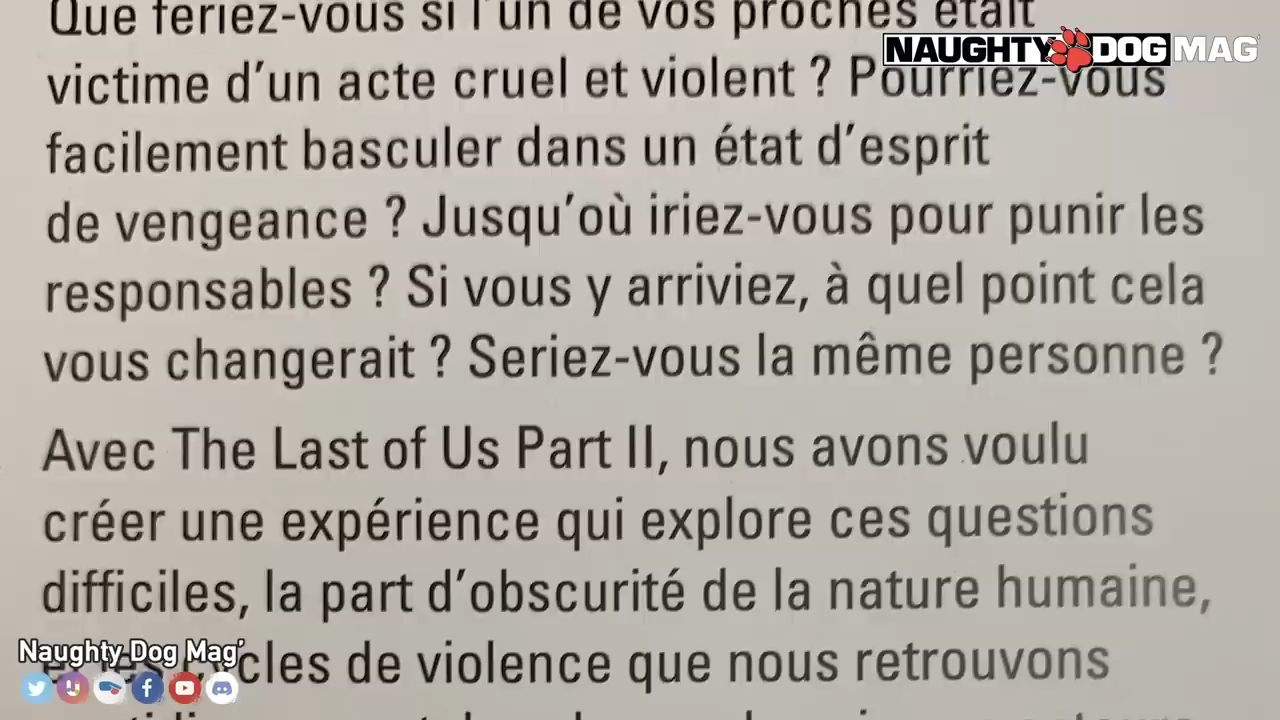 Que feriez-vous si l'un de vos proches était
victime d'un acte cruel et violent ? Pourriez-vous
facilement basculer dans un état d'esprit
de vengeance ? Jusqu'où iriez-vous pour punir les
responsables ? Si vous y arriviez, à quel point cela
vous changerait ? Seriez-vous la même personne ?
Avec The Last of Us Part II, nous avons voulu
créer une expérience qui explore ces questions
difficiles, la part d'obscurité de la nature humaine,
et les cycles de violence que nous retrouvons
NAUGHTY DOG MAG'
Naughty Dog Mag'